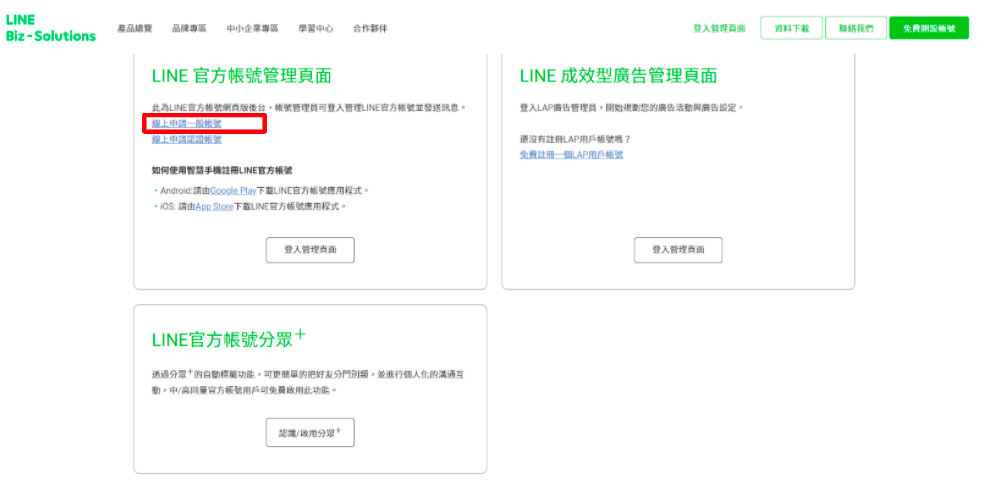 LINE
Biz-Solutions
產品總覽 品牌專區 中小企業專區 學習中心 合作夥伴 登入管理頁面 資料下載 聯絡我們 免費開設帳號
LINE 官方帳號管理頁面
此為LINE官方帳號網頁版後台，帳號管理員可登入管理LINE官方帳號並發送訊息。
線上申請一般帳號
線上申請認證帳號
如何使用智慧手機註冊LINE官方帳號
・Android:請由Google Play下載LINE官方帳號應用程式。
・iOS: 請由App Store下載LINE官方帳號應用程式。
登入管理頁面
LINE 成效型廣告管理頁面
登入LAP廣告管理員，開始規劃您的廣告活動與廣告設定。
還沒有註冊LAP用戶帳號嗎？
免費註冊一個LAP用戶帳號
登入管理頁面
LINE官方帳號分眾+
透過分眾+的自動標籤功能，可更簡單的把好友分門別類，並進行個人化的溝通互
動，中/高用量官方帳號用戶可免費啟用此功能。
認識/啟用分眾+